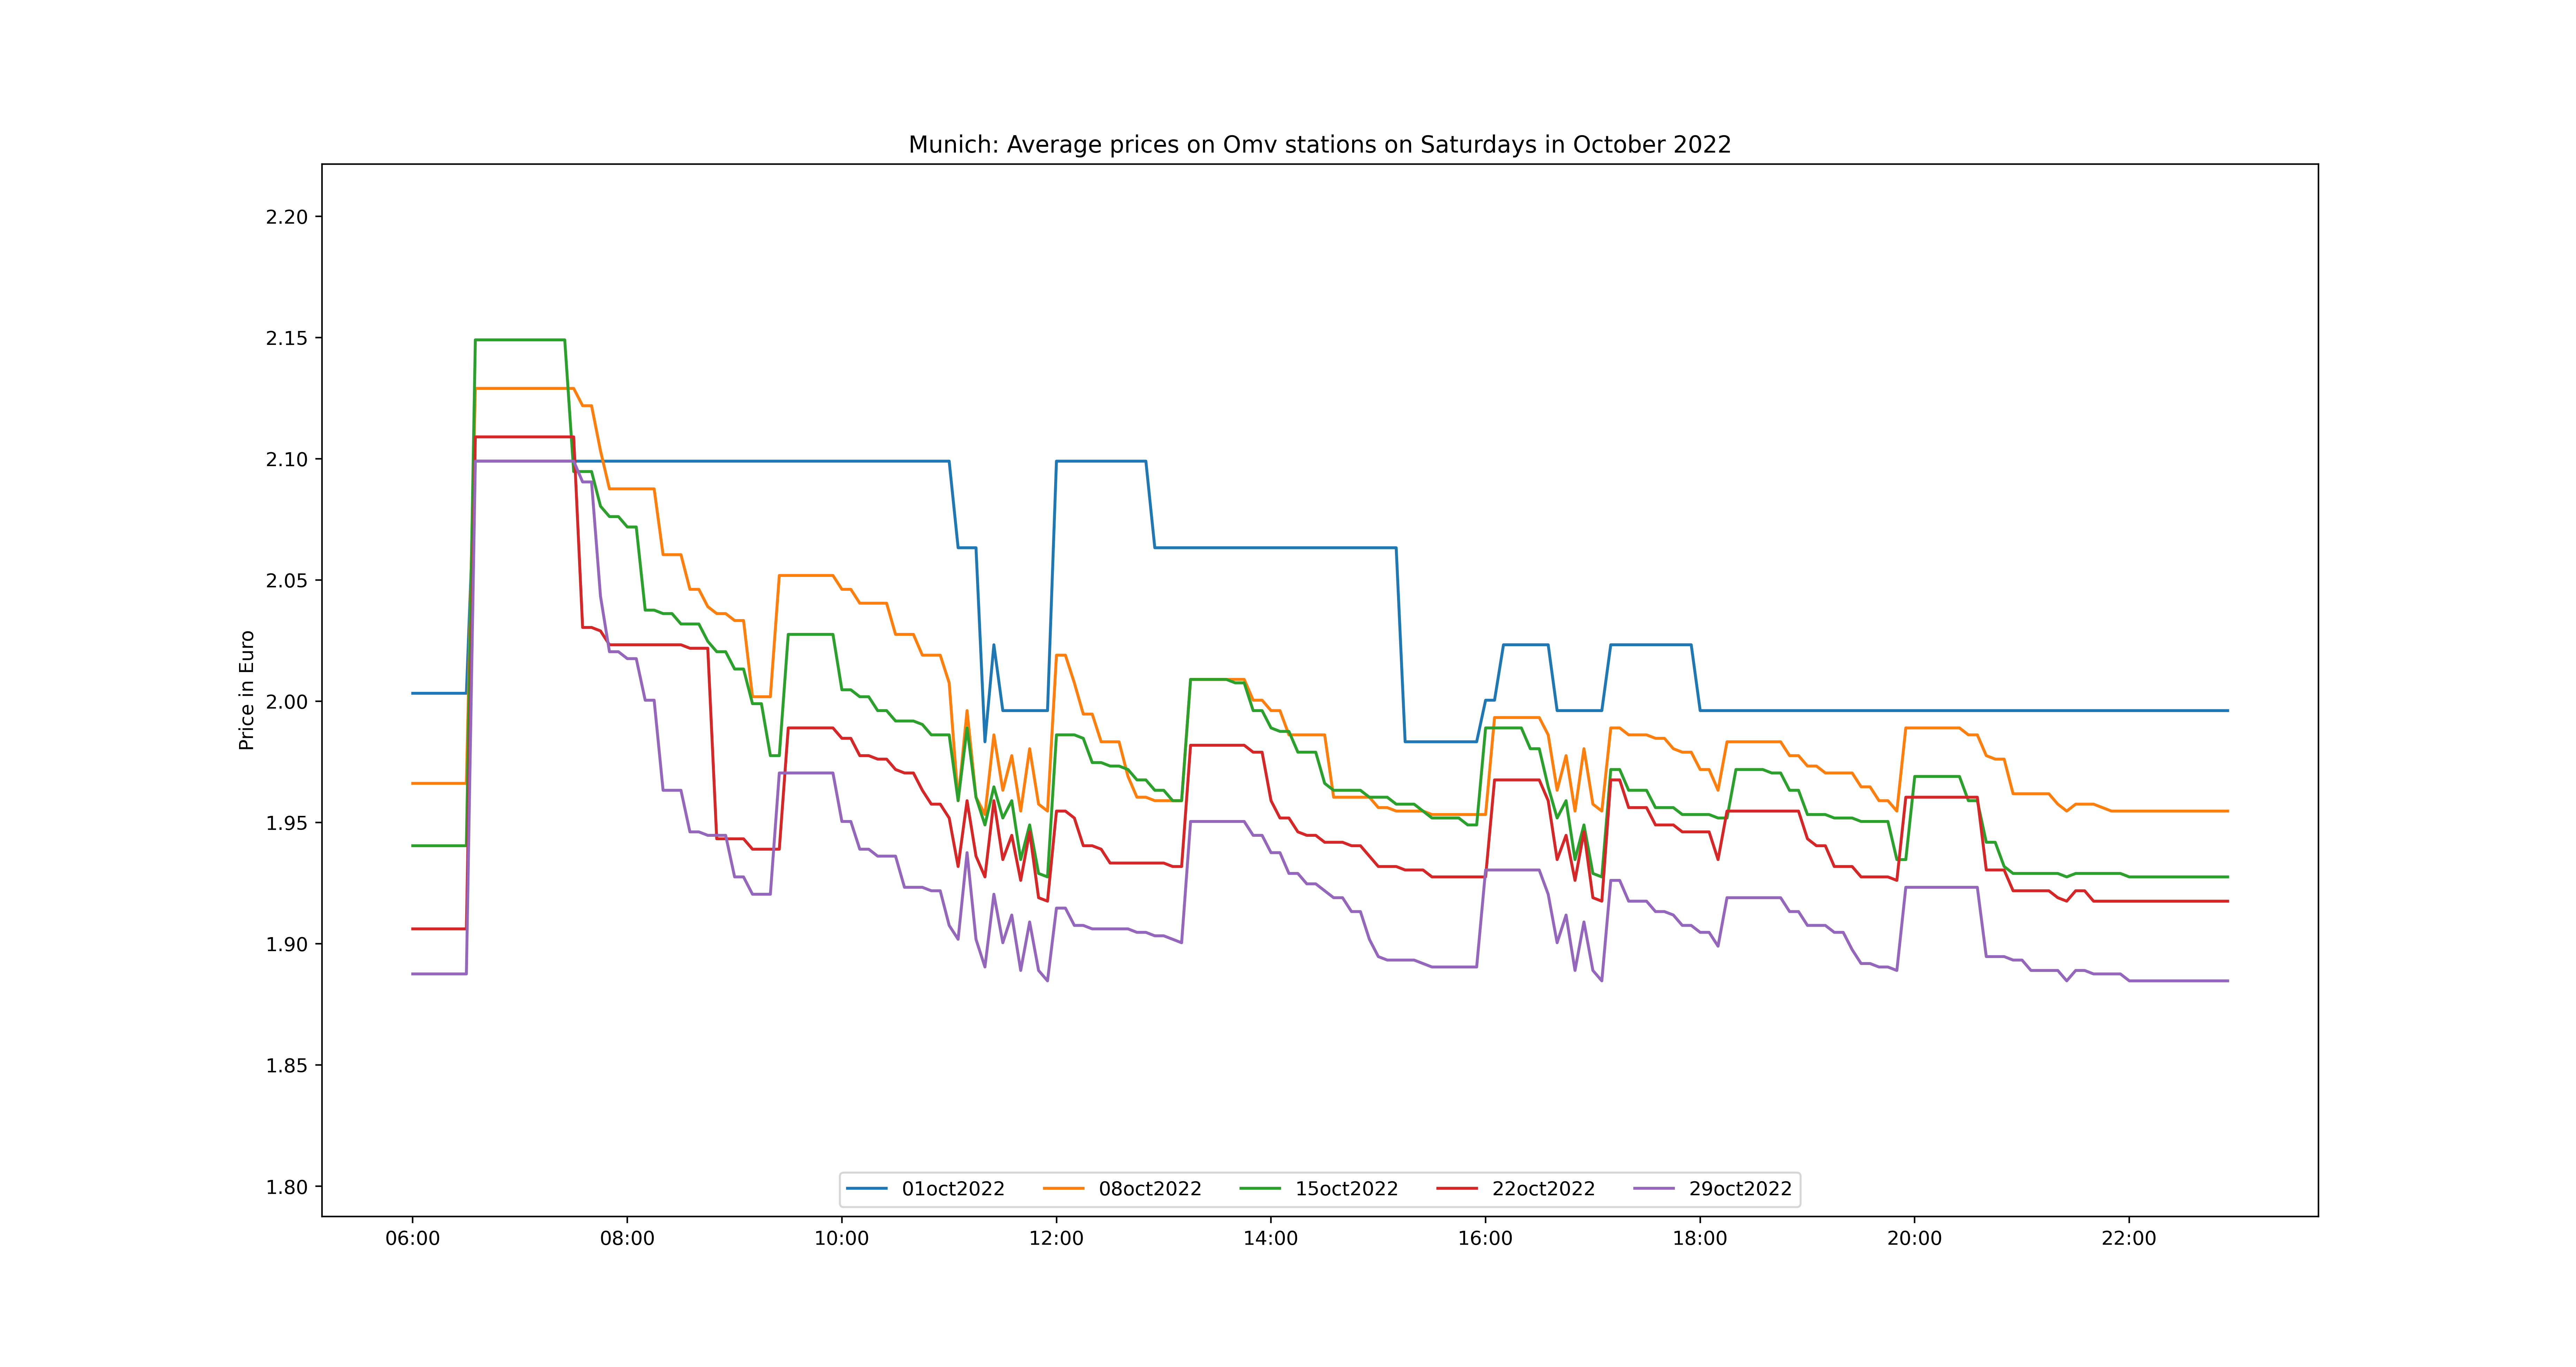 Munich: Average prices on Omv stations on Saturdays in October 2022
Price in Euro
2.20
2.15
2.10
2.05
2.00
1.95
1.90
1.85
1.80
01oct2022 08oct2022 15oct2022 22oct2022 29oct2022
06:00 08:00 10:00 12:00 14:00 16:00 18:00 20:00 22:00